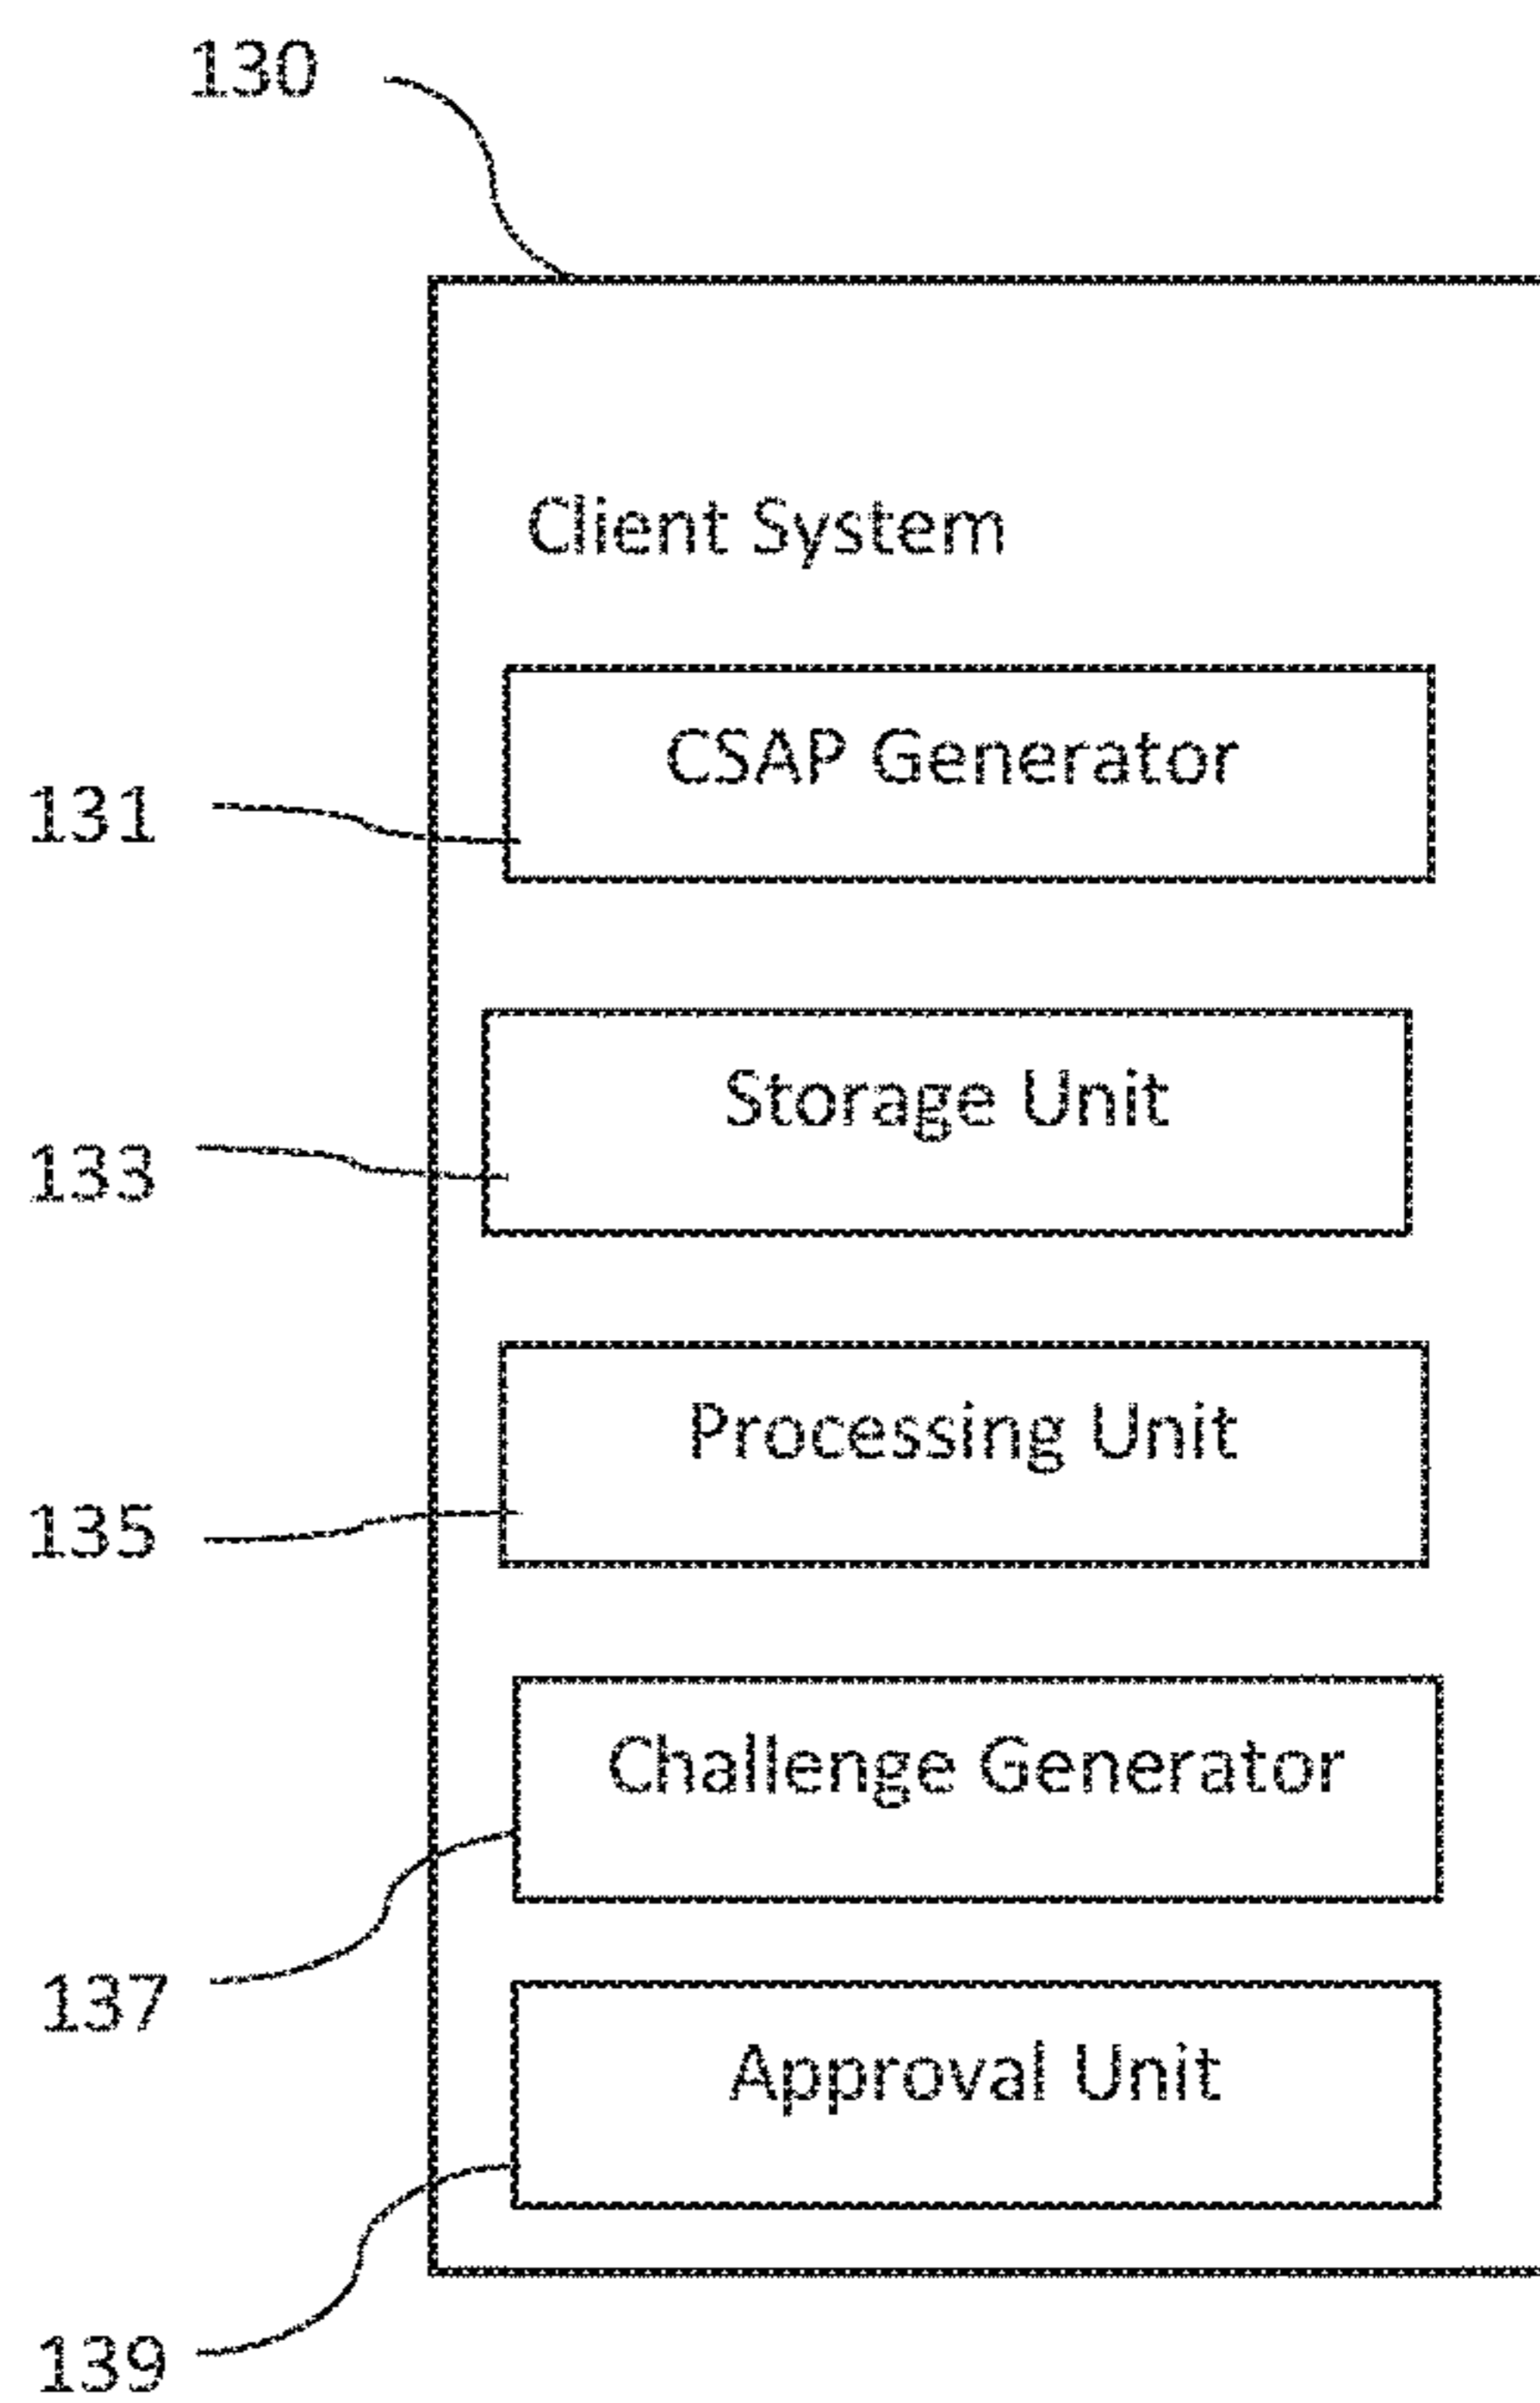 130
Client System
CSAP Generator
131
Storage Unit
133
Processing Unit
135
Challenge Generator
137
Approval Unit
139